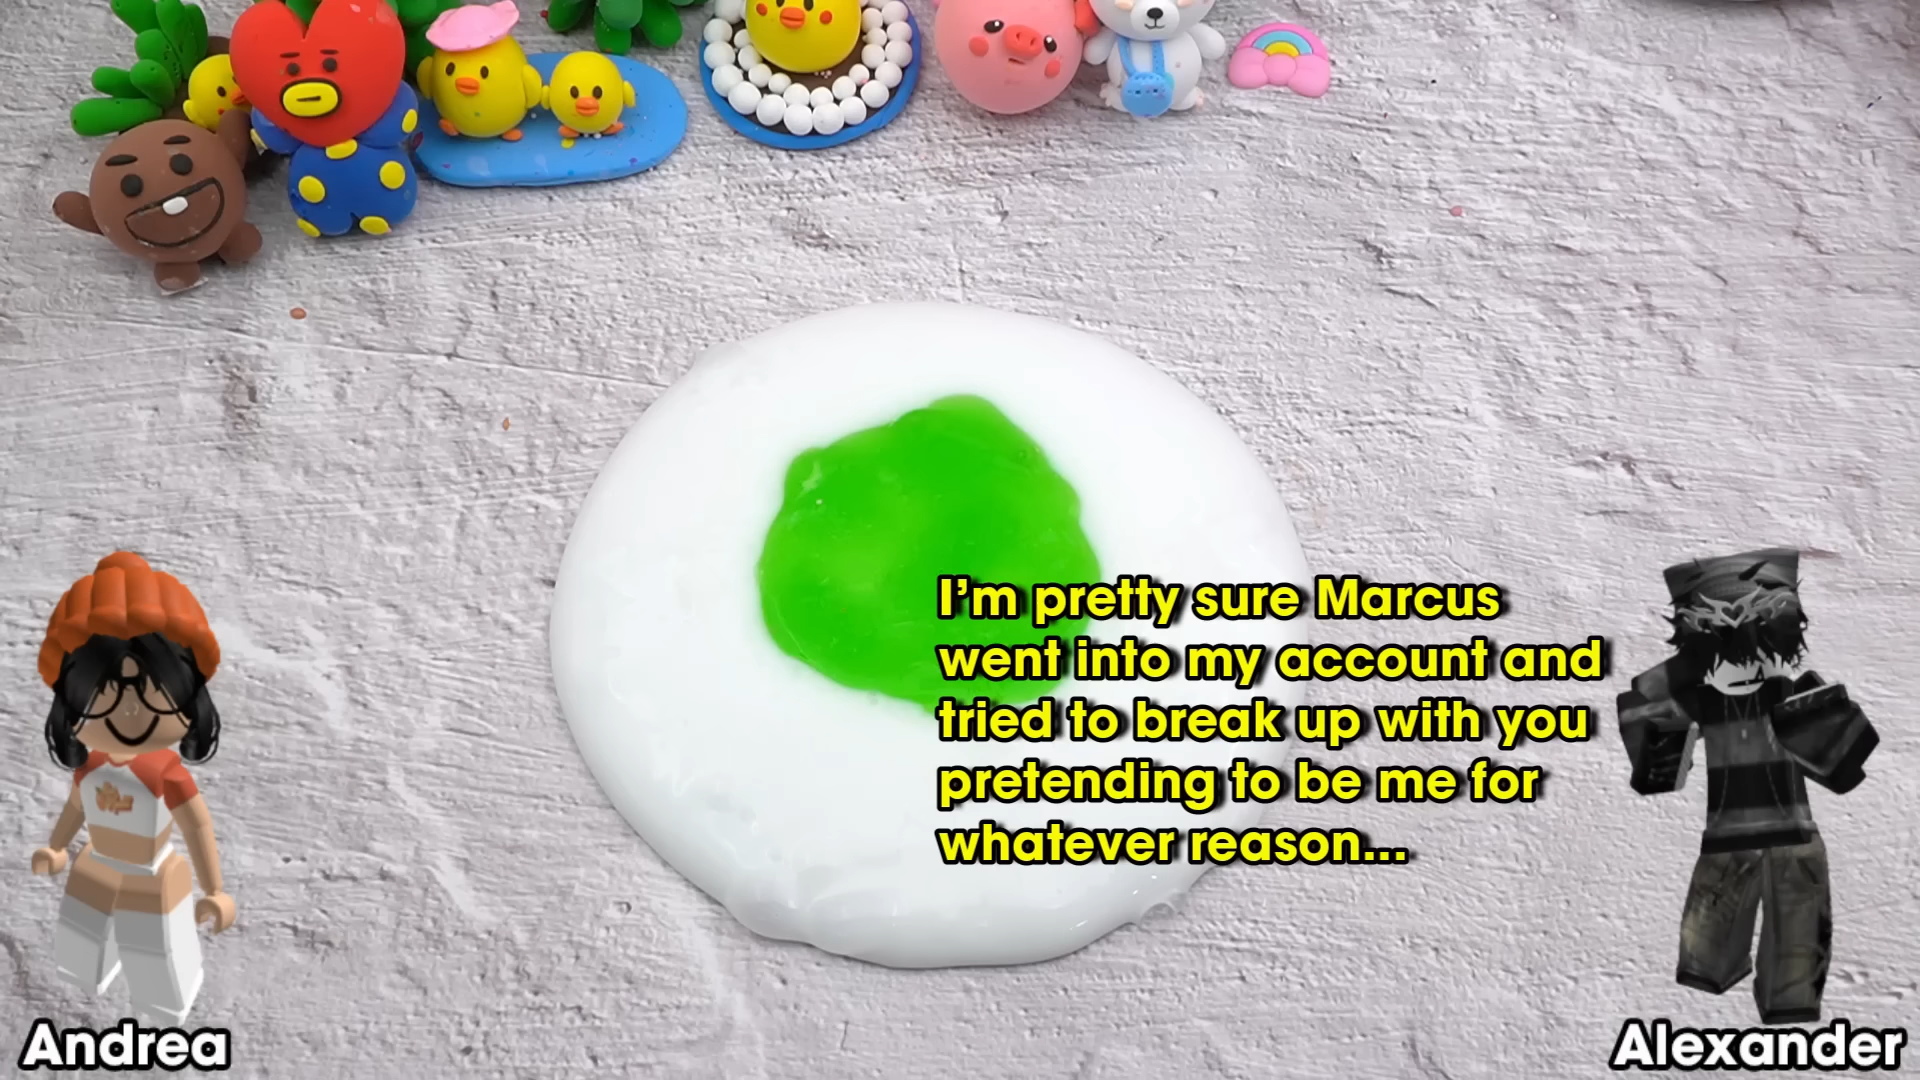 I’m pretty sure Marcus
went into my account and
tried to break up with you
pretending to be me for
whatever reason...
Andrea
Alexander